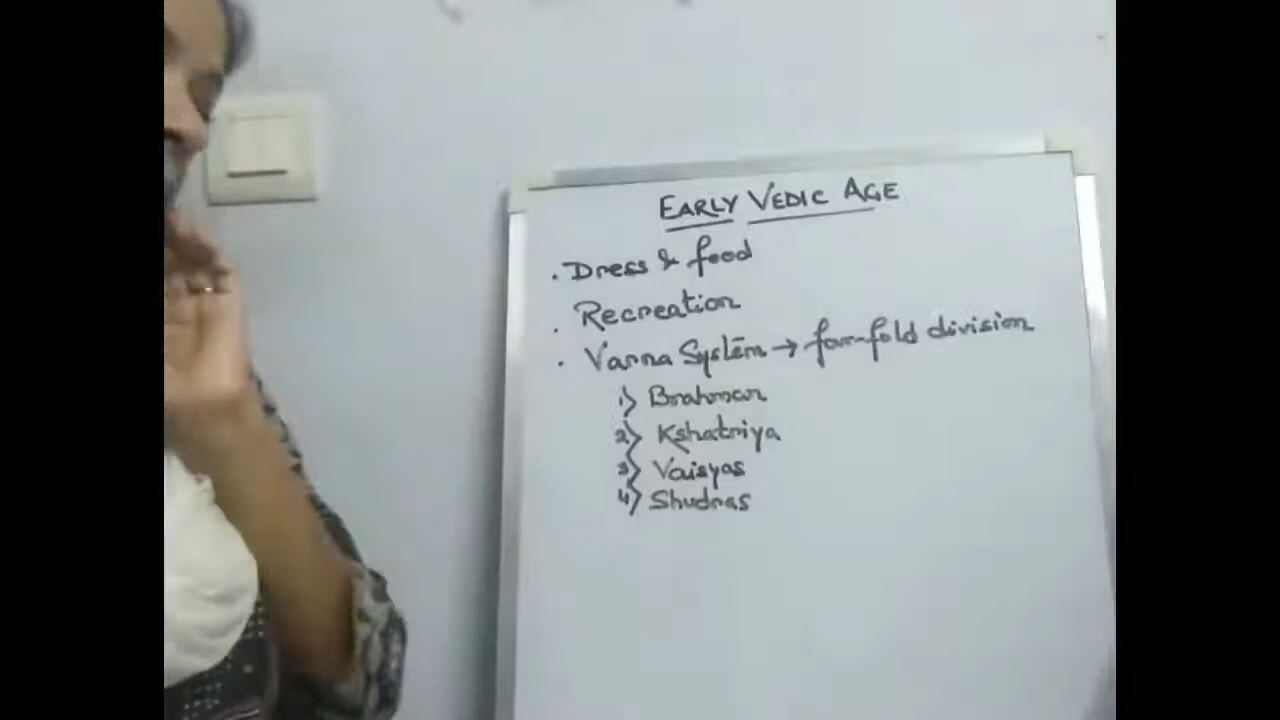 EARLY VEDIC AGE
. Dress & food
. Recreation
. Varna System → four-fold division
1) Brahman
2) Kshatriya
3) Vaisyas
4) Shudras